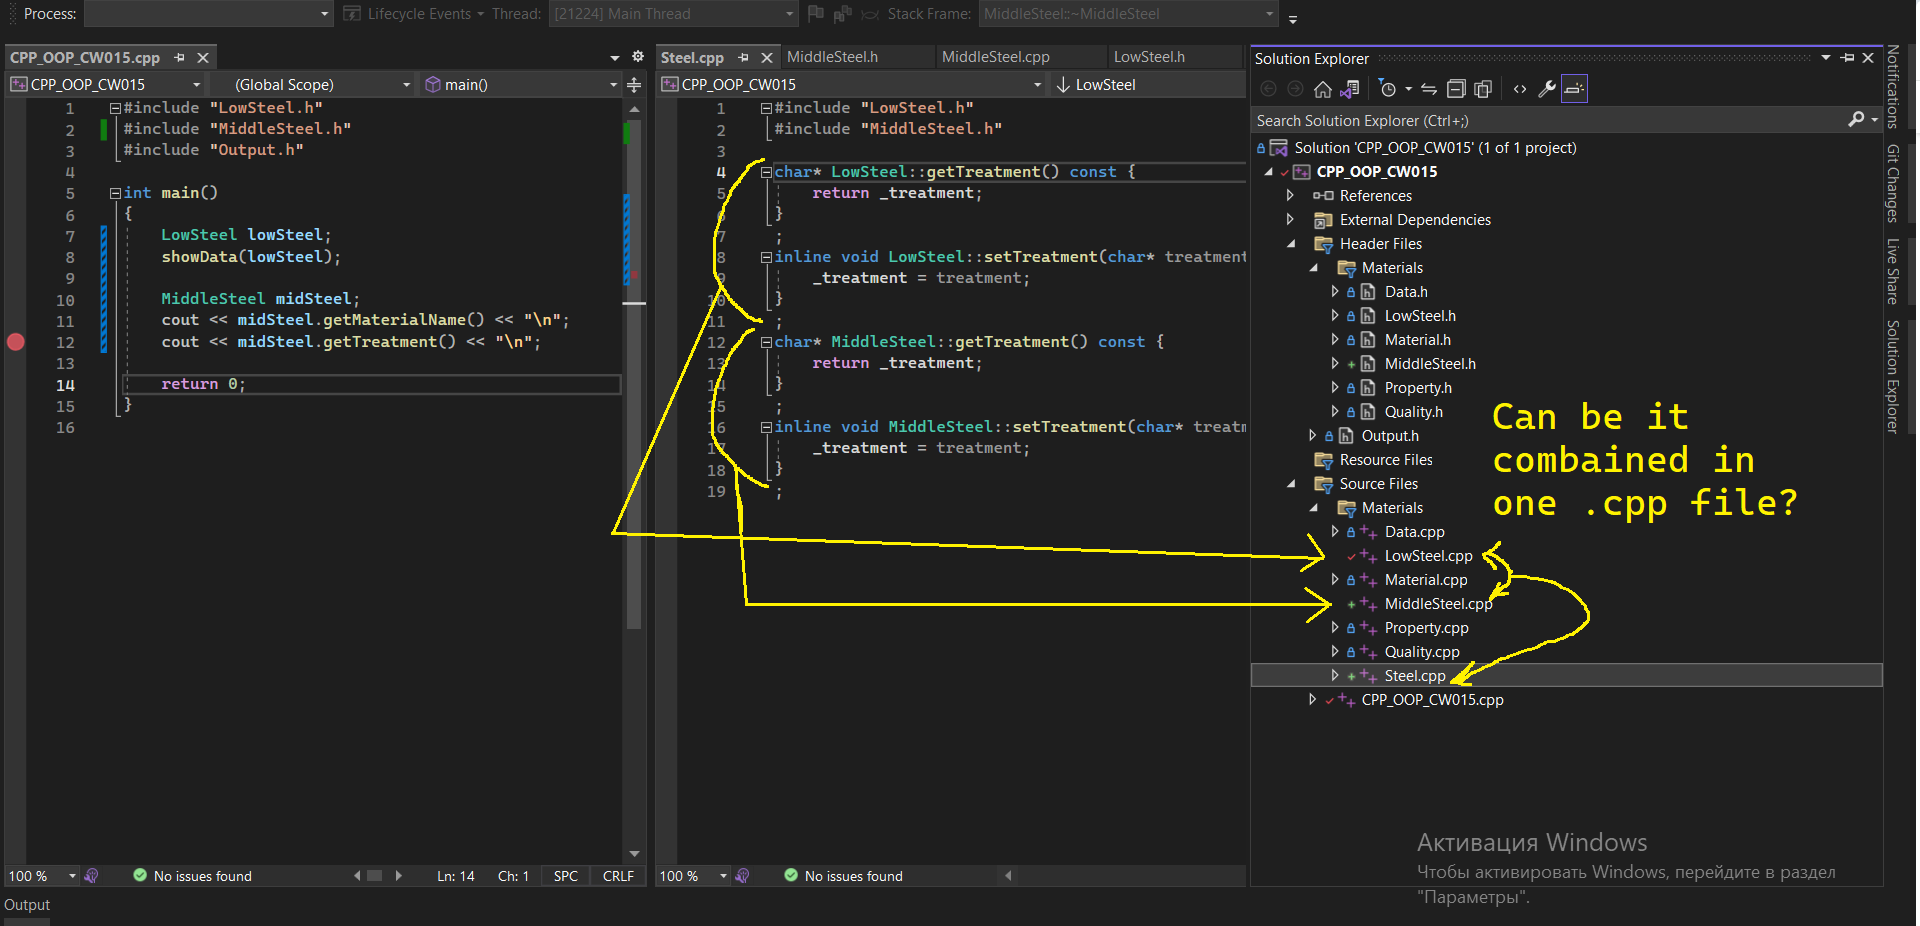 Process:
Lifecycle Events
Thread:
[21224] Main Thread
Stack Frame:
MiddleSteel::~MiddleSteel
CPP_OOP_CW015.cpp
CPP_OOP_CW015
(Global Scope)
main()
1 #include "LowSteel.h"
2 #include "MiddleSteel.h"
3 #include "Output.h"
4
5 int main()
6 {
7 LowSteel lowSteel;
8 showData(lowSteel);
9
10 MiddleSteel midSteel;
11 cout << midSteel.getMaterialName() << "\n";
12 cout << midSteel.getTreatment() << "\n";
13
14 return 0;
15 }
16
100 %
No issues found
Ln: 14
Ch: 1
SPC
CRLF
Output
Steel.cpp
MiddleSteel.h
MiddleSteel.cpp
LowSteel.h
CPP_OOP_CW015
LowSteel
1 #include "LowSteel.h"
2 #include "MiddleSteel.h"
3
4 char* LowSteel::getTreatment() const {
5 return _treatment;
6 }
7 ;
8 inline void LowSteel::setTreatment(char* treatment
9 _treatment = treatment;
10 }
11 ;
12 char* MiddleSteel::getTreatment() const {
13 return _treatment;
14 }
15 ;
16 inline void MiddleSteel::setTreatment(char* treatm
17 _treatment = treatment;
18 }
19 ;
100 %
No issues found
Solution Explorer
Search Solution Explorer (Ctrl+;)
Solution 'CPP_OOP_CW015' (1 of 1 project)
CPP_OOP_CW015
References
External Dependencies
Header Files
Materials
Data.h
LowSteel.h
Material.h
MiddleSteel.h
Property.h
Quality.h
Output.h
Resource Files
Source Files
Materials
Data.cpp
LowSteel.cpp
Material.cpp
MiddleSteel.cpp
Property.cpp
Quality.cpp
Steel.cpp
CPP_OOP_CW015.cpp
Can be it
combained in
one .cpp file?
Активация Windows
Чтобы активировать Windows, перейдите в раздел
"Параметры".
Notifications
Git Changes
Live Share
Solution Explorer